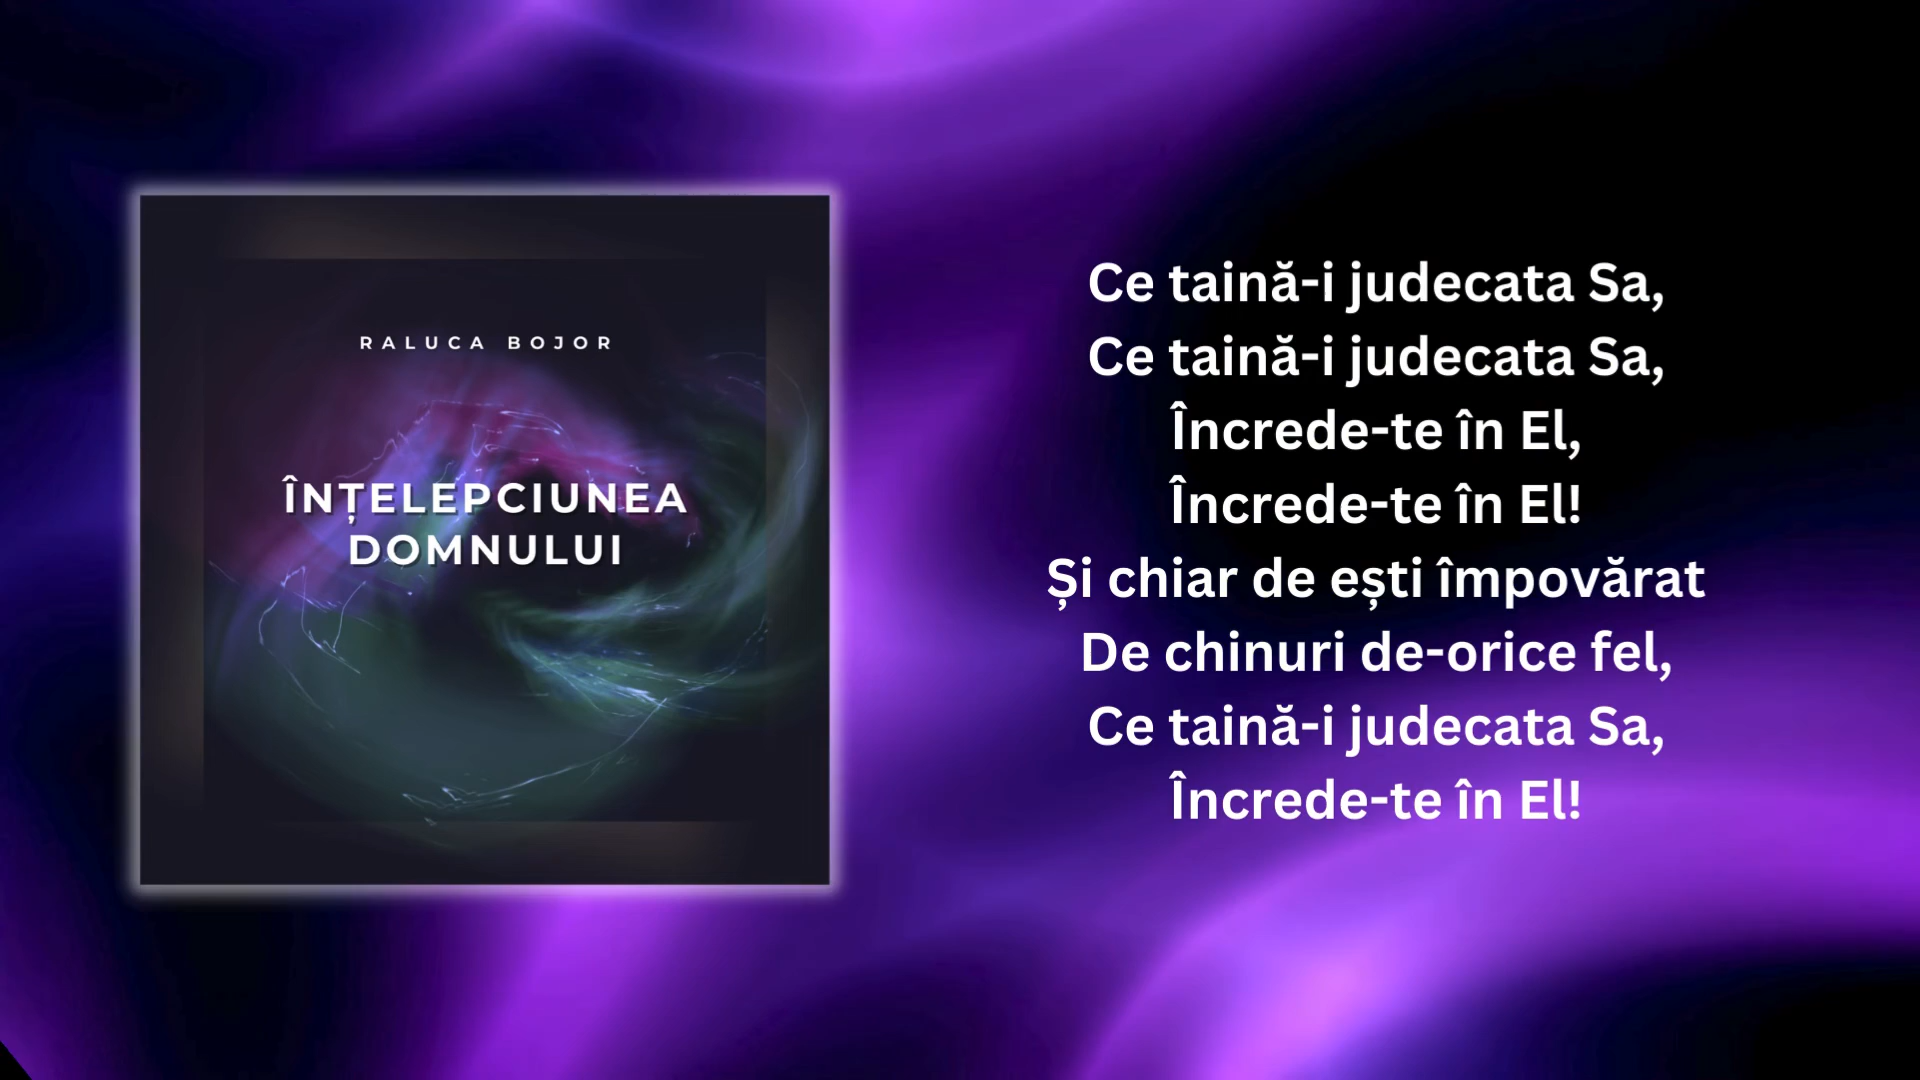 RALUCA BOJOR
ÎNȚELEPCIUNEA
DOMNULUI
Ce taină-i judecata Sa,
Ce taină-i judecata Sa,
Încrede-te în El,
Încrede-te în El!
Și chiar de ești împovărat
De chinuri de-orice fel,
Ce taină-i judecata Sa,
Încrede-te în El!